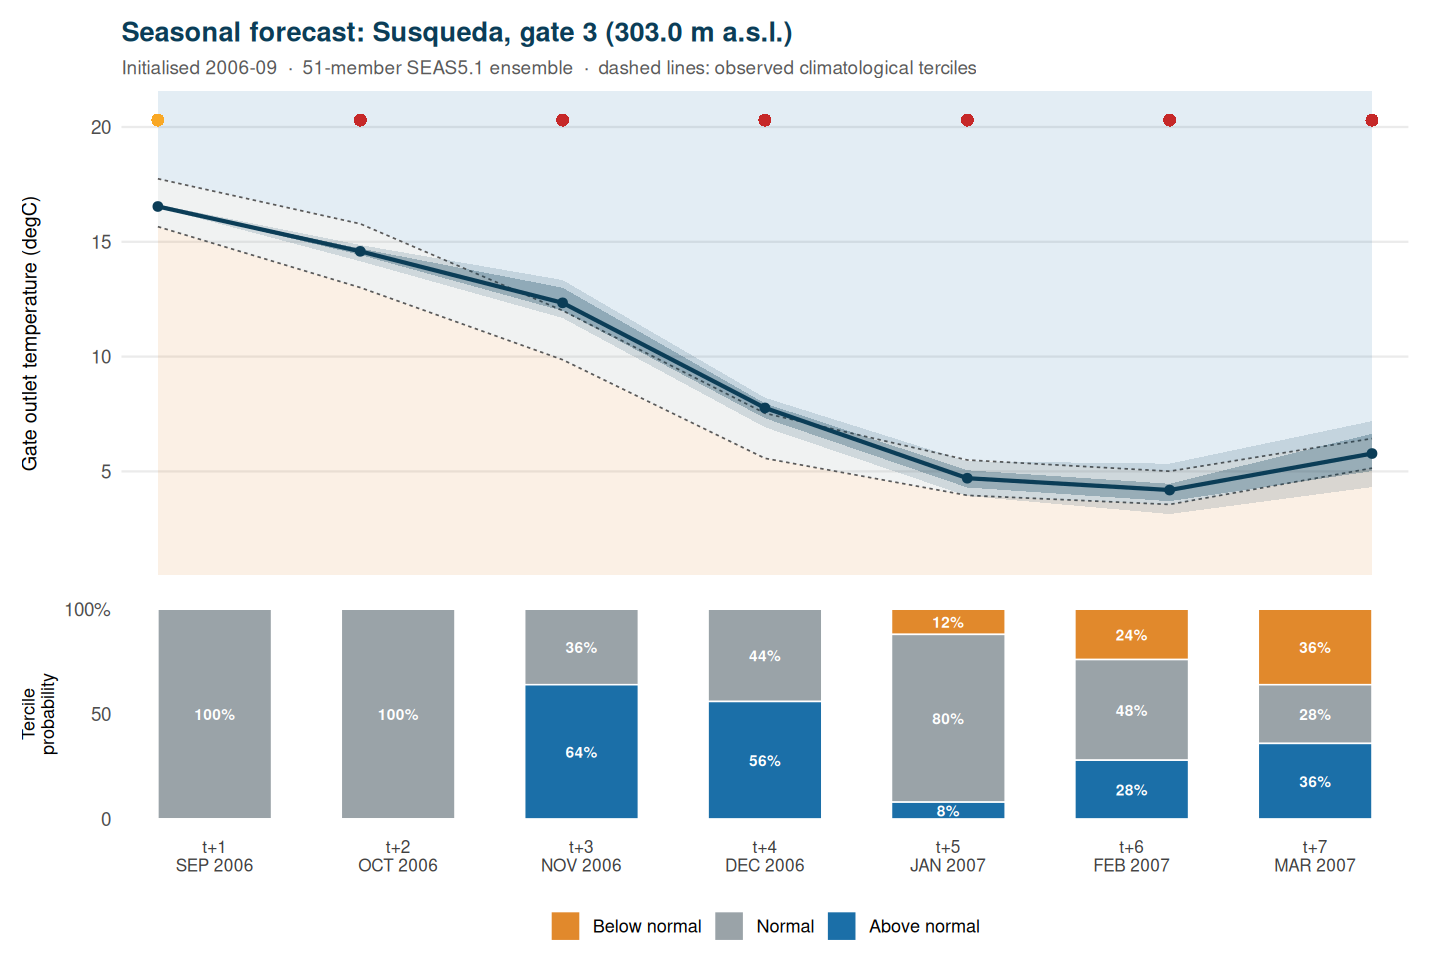 Seasonal forecast: Susqueda, gate 3 (303.0 m a.s.l.)
Initialised 2006-09 · 51-member SEAS5.1 ensemble · dashed lines: observed climatological terciles
Gate outlet temperature (degC)
20
15
10
5
Tercile
probability
100%
50
0
100%
100%
36%
64%
44%
56%
12%
80%
8%
24%
48%
28%
36%
28%
36%
t+1
SEP 2006
t+2
OCT 2006
t+3
NOV 2006
t+4
DEC 2006
t+5
JAN 2007
t+6
FEB 2007
t+7
MAR 2007
Below normal
Normal
Above normal